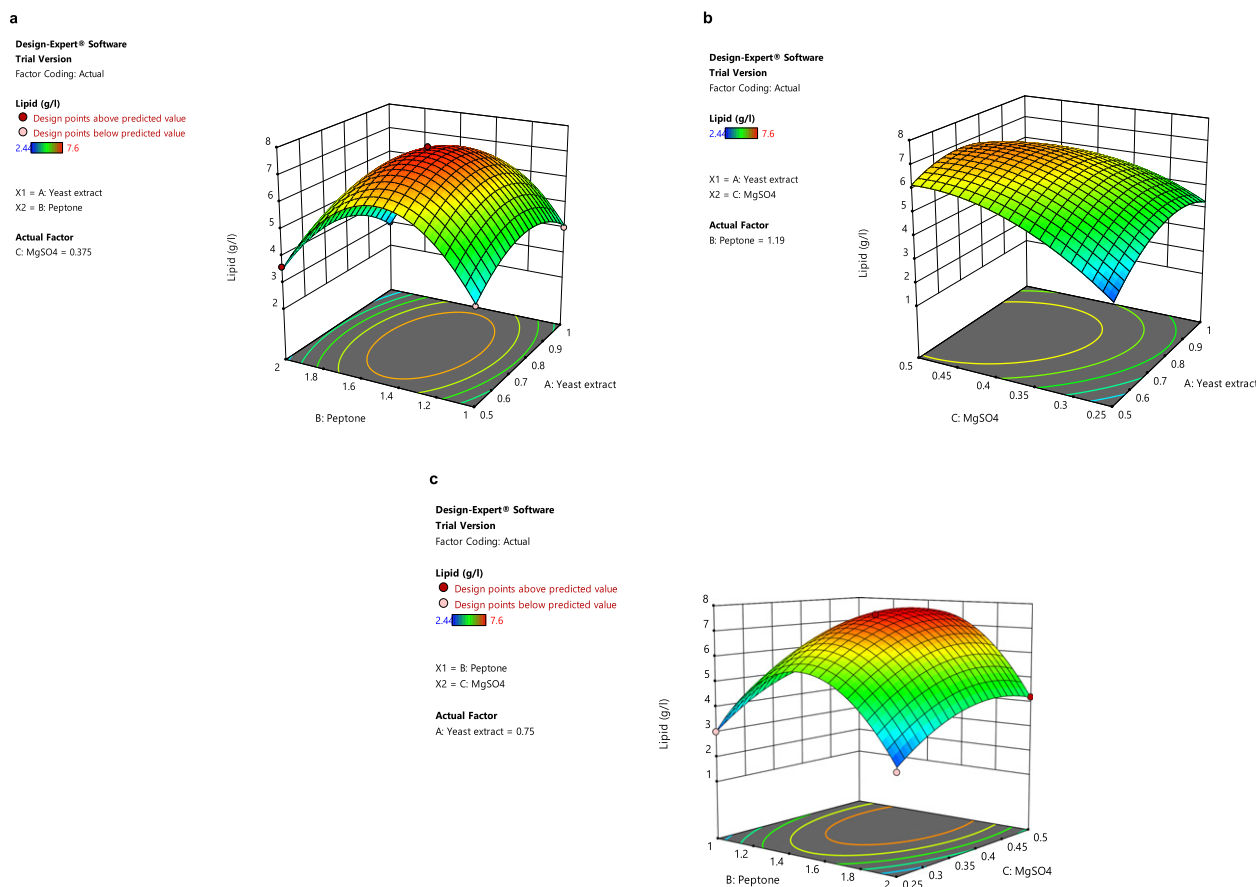 a
Design-Expert® Software
Trial Version
Factor Coding: Actual
Lipid (g/l)
Design points above predicted value
Design points below predicted value
2.44 7.6
X1 = A: Yeast extract
X2 = B: Peptone
Actual Factor
C: MgSO4 = 0.375
8
7
6
5
4
3
2
Lipid (g/l)
2
1.8
1.6
1.4
1.2
1
B: Peptone
0.5
0.6
0.7
0.8
0.9
1
A: Yeast extract
b
Design-Expert® Software
Trial Version
Factor Coding: Actual
Lipid (g/l)
2.44 7.6
X1 = A: Yeast extract
X2 = C: MgSO4
Actual Factor
B: Peptone = 1.19
8
7
6
5
4
3
2
1
Lipid (g/l)
0.5
0.45
0.4
0.35
0.3
0.25
C: MgSO4
0.5
0.6
0.7
0.8
0.9
1
A: Yeast extract
c
Design-Expert® Software
Trial Version
Factor Coding: Actual
Lipid (g/l)
Design points above predicted value
Design points below predicted value
2.44 7.6
X1 = B: Peptone
X2 = C: MgSO4
Actual Factor
A: Yeast extract = 0.75
8
7
6
5
4
3
2
1
Lipid (g/l)
1
1.2
1.4
1.6
1.8
2
B: Peptone
0.25
0.3
0.35
0.4
0.45
0.5
C: MgSO4